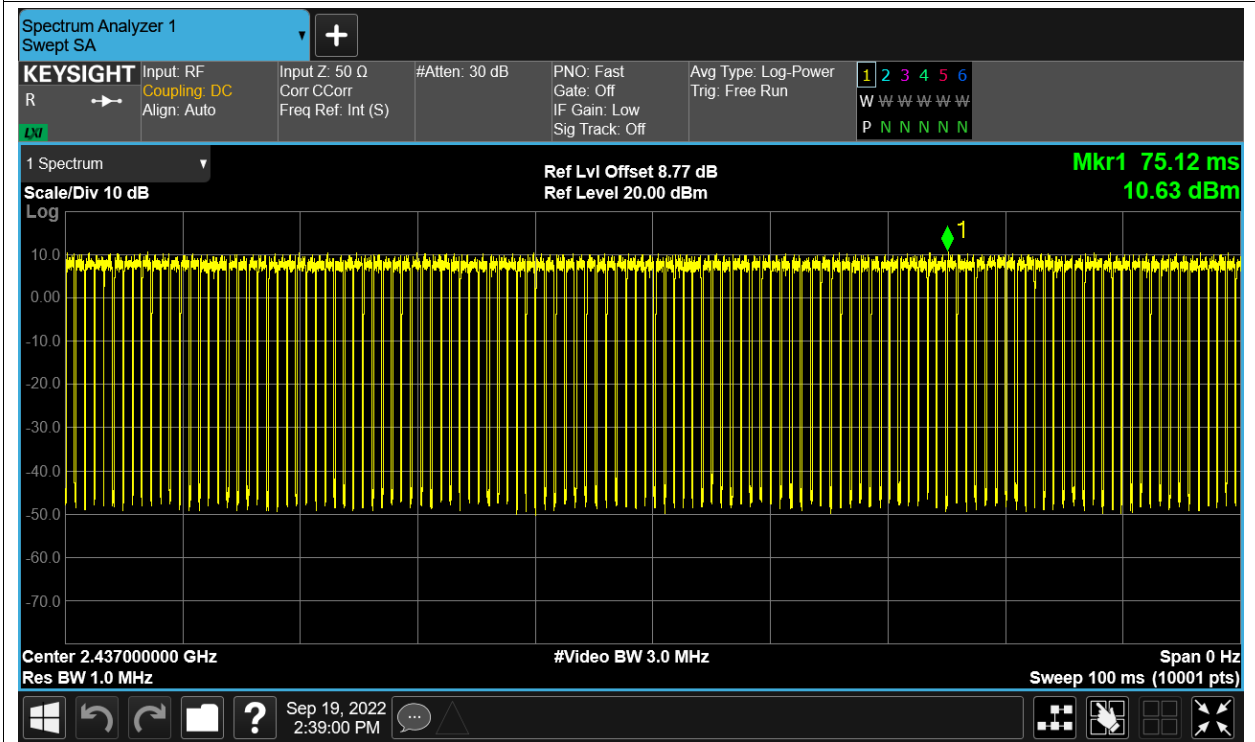 Spectrum Analyzer 1
Swept SA
▼
+
KEYSIGHT
R
LXI
Input: RF
Coupling: DC
Align: Auto
Input Z: 50 Ω
Corr CCorr
Freq Ref: Int (S)
#Atten: 30 dB
PNO: Fast
Gate: Off
IF Gain: Low
Sig Track: Off
Avg Type: Log-Power
Trig: Free Run
1 2 3 4 5 6
W W W W W W
P N N N N N
1 Spectrum ▼
Scale/Div 10 dB
Ref Lvl Offset 8.77 dB
Ref Level 20.00 dBm
Mkr1 75.12 ms
10.63 dBm
Log
1
10.0
0.00
-10.0
-20.0
-30.0
-40.0
-50.0
-60.0
-70.0
Center 2.437000000 GHz
Res BW 1.0 MHz
#Video BW 3.0 MHz
Span 0 Hz
Sweep 100 ms (10001 pts)
?
Sep 19, 2022
2:39:00 PM